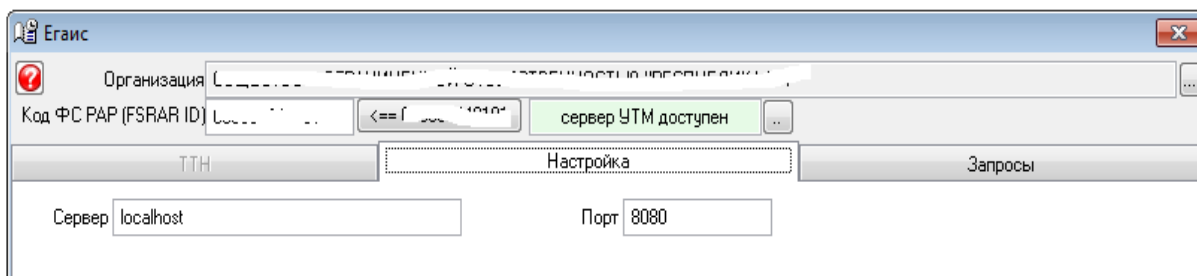 Егаис
Организация
Код ФС РАР (FSRAR ID) <== сервер УТМ доступен ..
ТТН Настройка Запросы
Сервер localhost Порт 8080